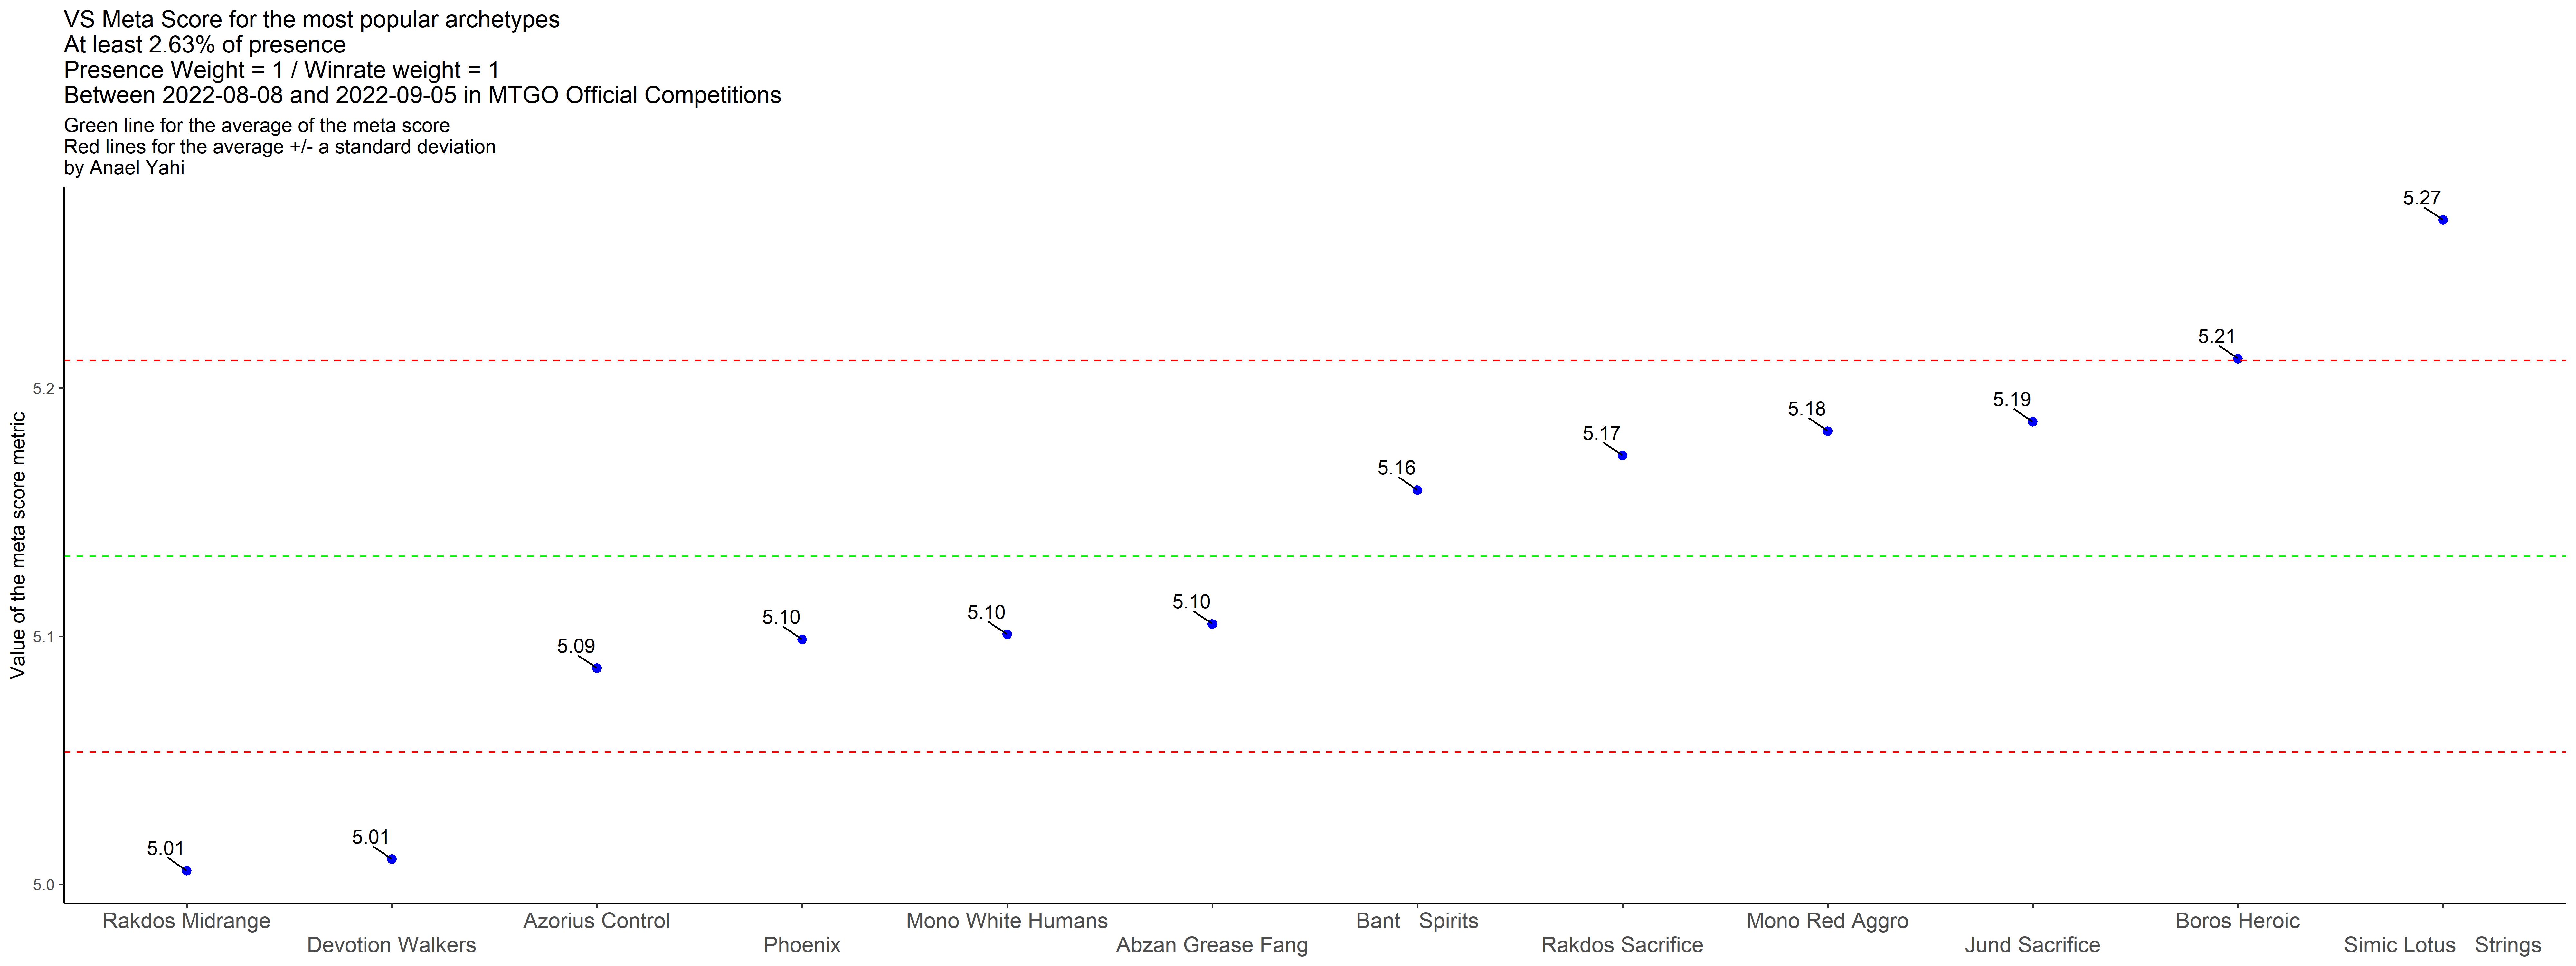 VS Meta Score for the most popular archetypes
At least 2.63% of presence
Presence Weight = 1 / Winrate weight = 1
Between 2022-08-08 and 2022-09-05 in MTGO Official Competitions
Green line for the average of the meta score
Red lines for the average +/- a standard deviation
by Anael Yahi
Value of the meta score metric
5.2
5.1
5.0
5.01
5.01
5.09
5.10
5.10
5.10
5.16
5.17
5.18
5.19
5.21
5.27
Rakdos Midrange
Devotion Walkers
Azorius Control
Phoenix
Mono White Humans
Abzan Grease Fang
Bant   Spirits
Rakdos Sacrifice
Mono Red Aggro
Jund Sacrifice
Boros Heroic
Simic Lotus   Strings